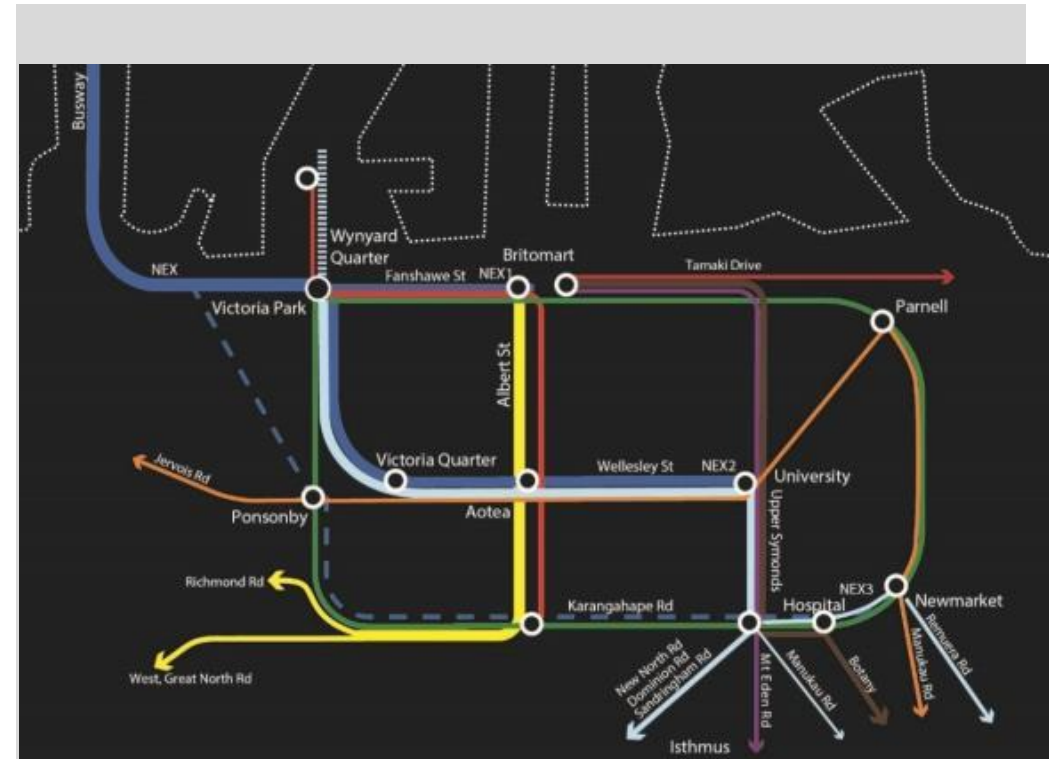 Busway
NEX
Wynyard
Quarter
Fanshawe St
NEX1
Britomart
Tamaki Drive
Victoria Park
Parnell
Albert St
Jervois Rd
Victoria Quarter
Wellesley St
NEX2
University
Ponsonby
Aotea
Upper Symonds
Richmond Rd
Karangahape Rd
Hospital
NEX3
Newmarket
West, Great North Rd
New North Rd
Dominion Rd
Sandringham Rd
Mt Eden Rd
Manukau Rd
Botany
Manukau Rd
Remuera Rd
Isthmus